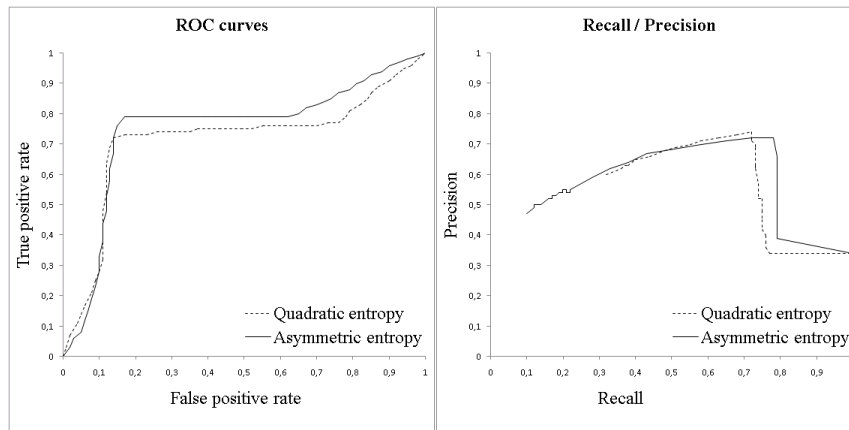 ROC curves
1
0,9
0,8
0,7
0,6
0,5
0,4
0,3
0,2
0,1
0
True positive rate
0 0,1 0,2 0,3 0,4 0,5 0,6 0,7 0,8 0,9 1
False positive rate
Quadratic entropy
Asymmetric entropy
Recall / Precision
1
0,9
0,8
0,7
0,6
0,5
0,4
0,3
0,2
0,1
0
Precision
0 0,1 0,2 0,3 0,4 0,5 0,6 0,7 0,8 0,9
Recall
Quadratic entropy
Asymmetric entropy